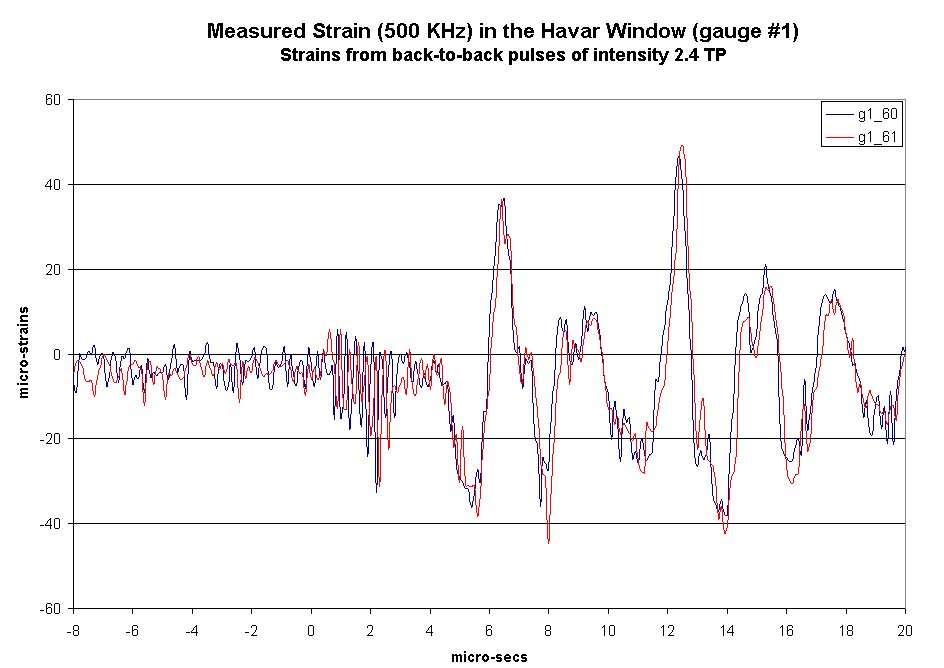 Measured Strain (500 KHz) in the Havar Window (gauge #1)
Strains from back-to-back pulses of intensity 2.4 TP
g1_60
g1_61
60
40
20
0
-20
-40
-60
micro-strains
-8 -6 -4 -2 0 2 4 6 8 10 12 14 16 18 20
micro-secs